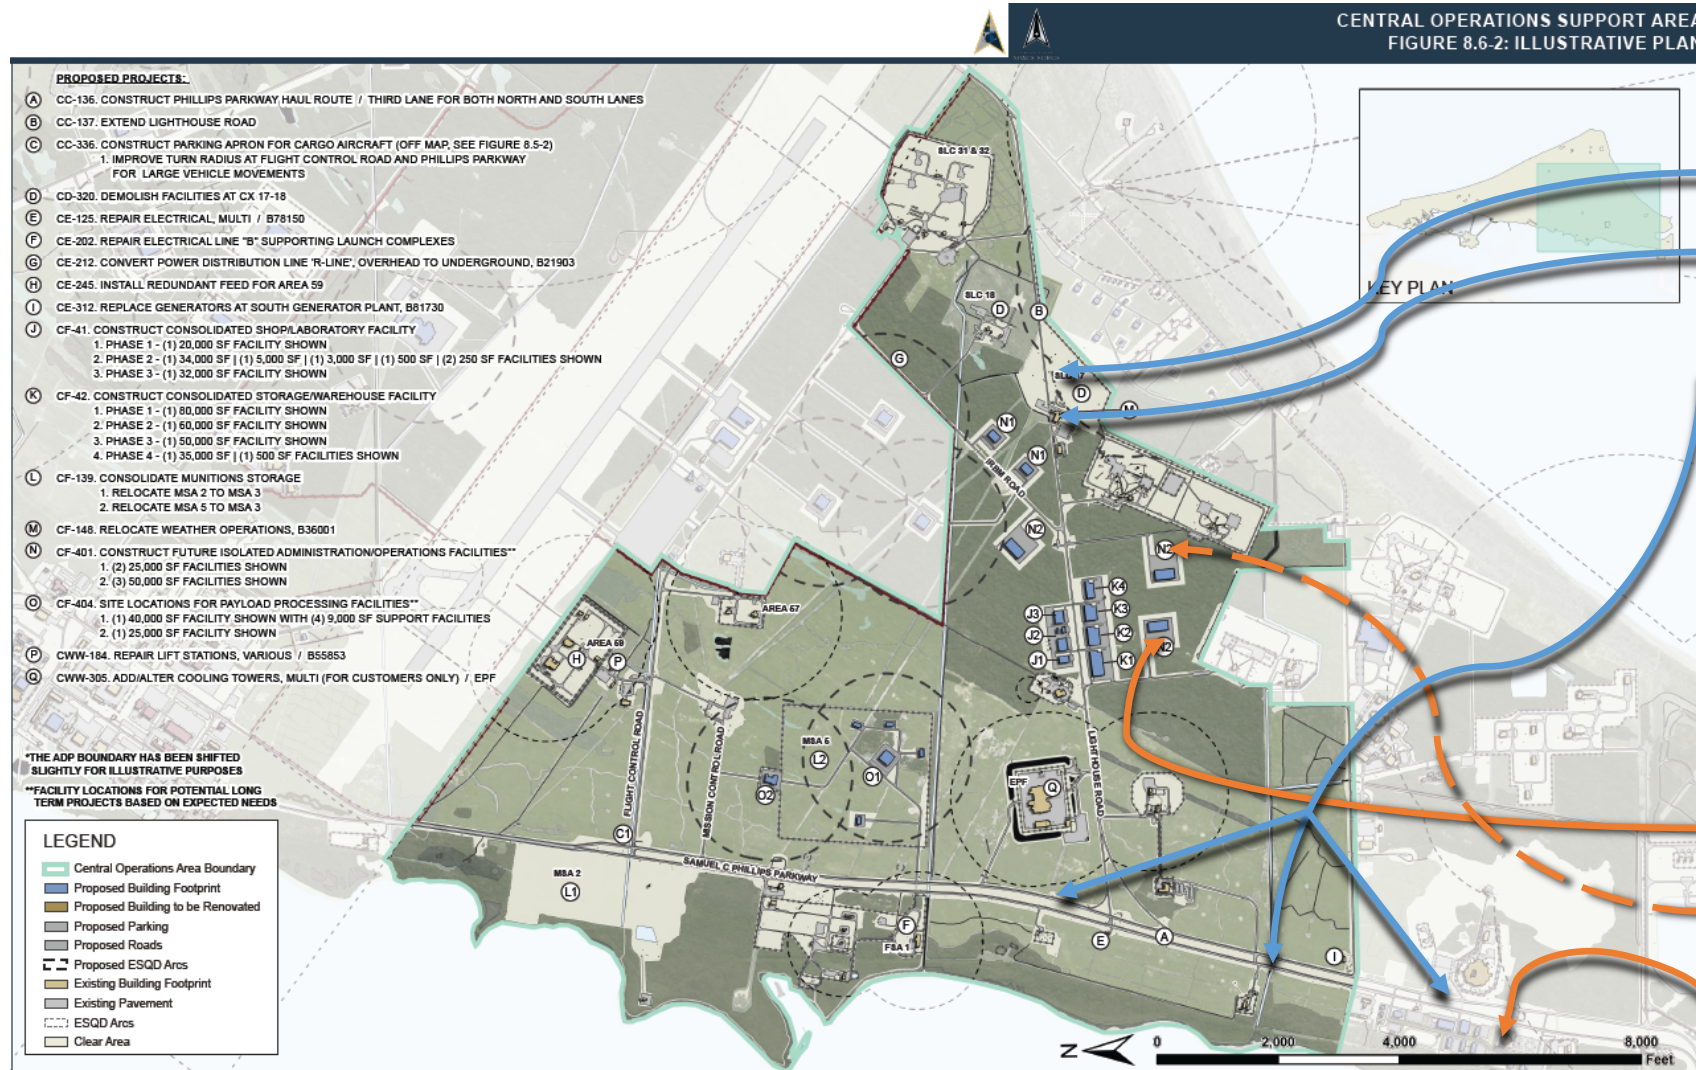 CENTRAL OPERATIONS SUPPORT AREA
FIGURE 8.6-2: ILLUSTRATIVE PLAN
PROPOSED PROJECTS:
A CC-136. CONSTRUCT PHILLIPS PARKWAY HAUL ROUTE / THIRD LANE FOR BOTH NORTH AND SOUTH LANES
B CC-137. EXTEND LIGHTHOUSE ROAD
C CC-336. CONSTRUCT PARKING APRON FOR CARGO AIRCRAFT (OFF MAP, SEE FIGURE 8.5-2)
1. IMPROVE TURN RADIUS AT FLIGHT CONTROL ROAD AND PHILLIPS PARKWAY
FOR LARGE VEHICLE MOVEMENTS
D CD-320. DEMOLISH FACILITIES AT CX 17-18
E CE-125. REPAIR ELECTRICAL, MULTI / B78150
F CE-202. REPAIR ELECTRICAL LINE "B" SUPPORTING LAUNCH COMPLEXES
G CE-212. CONVERT POWER DISTRIBUTION LINE 'R-LINE', OVERHEAD TO UNDERGROUND, B21903
H CE-245. INSTALL REDUNDANT FEED FOR AREA 59
I CE-312. REPLACE GENERATORS AT SOUTH GENERATOR PLANT, B81730
J CF-41. CONSTRUCT CONSOLIDATED SHOP/LABORATORY FACILITY
1. PHASE 1 - (1) 20,000 SF FACILITY SHOWN
2. PHASE 2 - (1) 34,000 SF | (1) 5,000 SF | (1) 3,000 SF | (1) 500 SF | (2) 250 SF FACILITIES SHOWN
3. PHASE 3 - (1) 32,000 SF FACILITY SHOWN
K CF-42. CONSTRUCT CONSOLIDATED STORAGE/WAREHOUSE FACILITY
1. PHASE 1 - (1) 80,000 SF FACILITY SHOWN
2. PHASE 2 - (1) 60,000 SF FACILITY SHOWN
3. PHASE 3 - (1) 50,000 SF FACILITY SHOWN
4. PHASE 4 - (1) 35,000 SF | (1) 500 SF FACILITIES SHOWN
L CF-139. CONSOLIDATE MUNITIONS STORAGE
1. RELOCATE MSA 2 TO MSA 3
2. RELOCATE MSA 5 TO MSA 3
M CF-148. RELOCATE WEATHER OPERATIONS, B36001
N CF-401. CONSTRUCT FUTURE ISOLATED ADMINISTRATION/OPERATIONS FACILITIES**
1. (2) 25,000 SF FACILITIES SHOWN
2. (3) 50,000 SF FACILITIES SHOWN
O CF-404. SITE LOCATIONS FOR PAYLOAD PROCESSING FACILITIES**
1. (1) 40,000 SF FACILITY SHOWN WITH (4) 9,000 SF SUPPORT FACILITIES
2. (1) 25,000 SF FACILITY SHOWN
P CWW-184. REPAIR LIFT STATIONS, VARIOUS / B55853
Q CWW-305. ADD/ALTER COOLING TOWERS, MULTI (FOR CUSTOMERS ONLY) / EPF
*THE ADP BOUNDARY HAS BEEN SHIFTED
SLIGHTLY FOR ILLUSTRATIVE PURPOSES
**FACILITY LOCATIONS FOR POTENTIAL LONG
TERM PROJECTS BASED ON EXPECTED NEEDS
LEGEND
Central Operations Area Boundary
Proposed Building Footprint
Proposed Building to be Renovated
Proposed Parking
Proposed Roads
Proposed ESQD Arcs
Existing Building Footprint
Existing Pavement
ESQD Arcs
Clear Area
KEY PLAN
SLC 31 & 32
SLC 18
D
B
G
D
M
N1
N1
IRBM ROAD
N2
N2
K4
J3
K3
J2
K2
N2
J1
K1
AREA 57
AREA 59
H
P
FLIGHT CONTROL ROAD
MISSION CONTROL ROAD
MSA 5
L2
O1
O2
EPF
Q
LIGHTHOUSE ROAD
C1
SAMUEL C PHILLIPS PARKWAY
MSA 2
L1
F
FSA 1
E
A
I
N
0
2,000
4,000
8,000
Feet